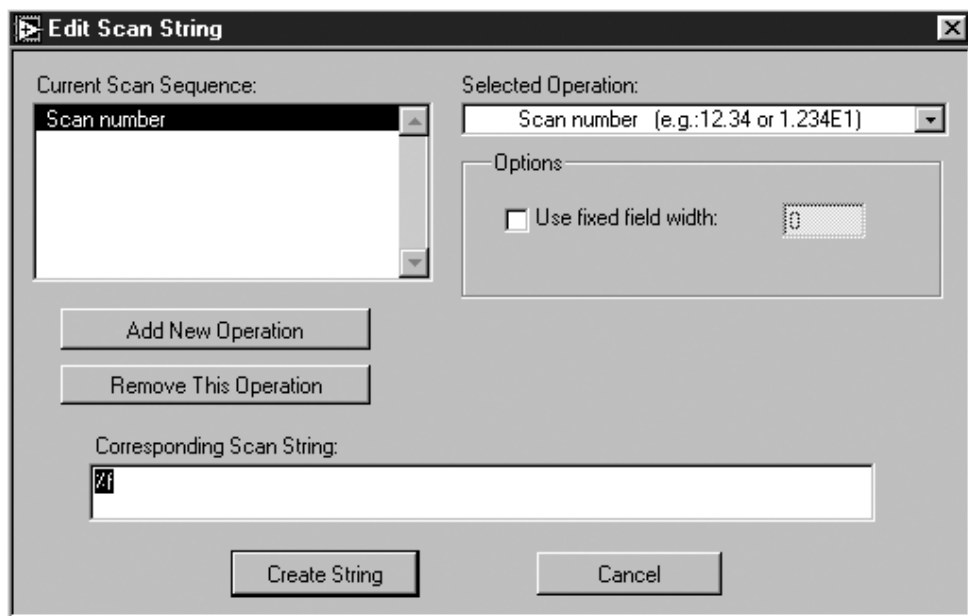 Edit Scan String
Current Scan Sequence:
Scan number
Selected Operation:
Scan number (e.g.:12.34 or 1.234E1)
Options
Use fixed field width:
0
Add New Operation
Remove This Operation
Corresponding Scan String:
%f
Create String
Cancel